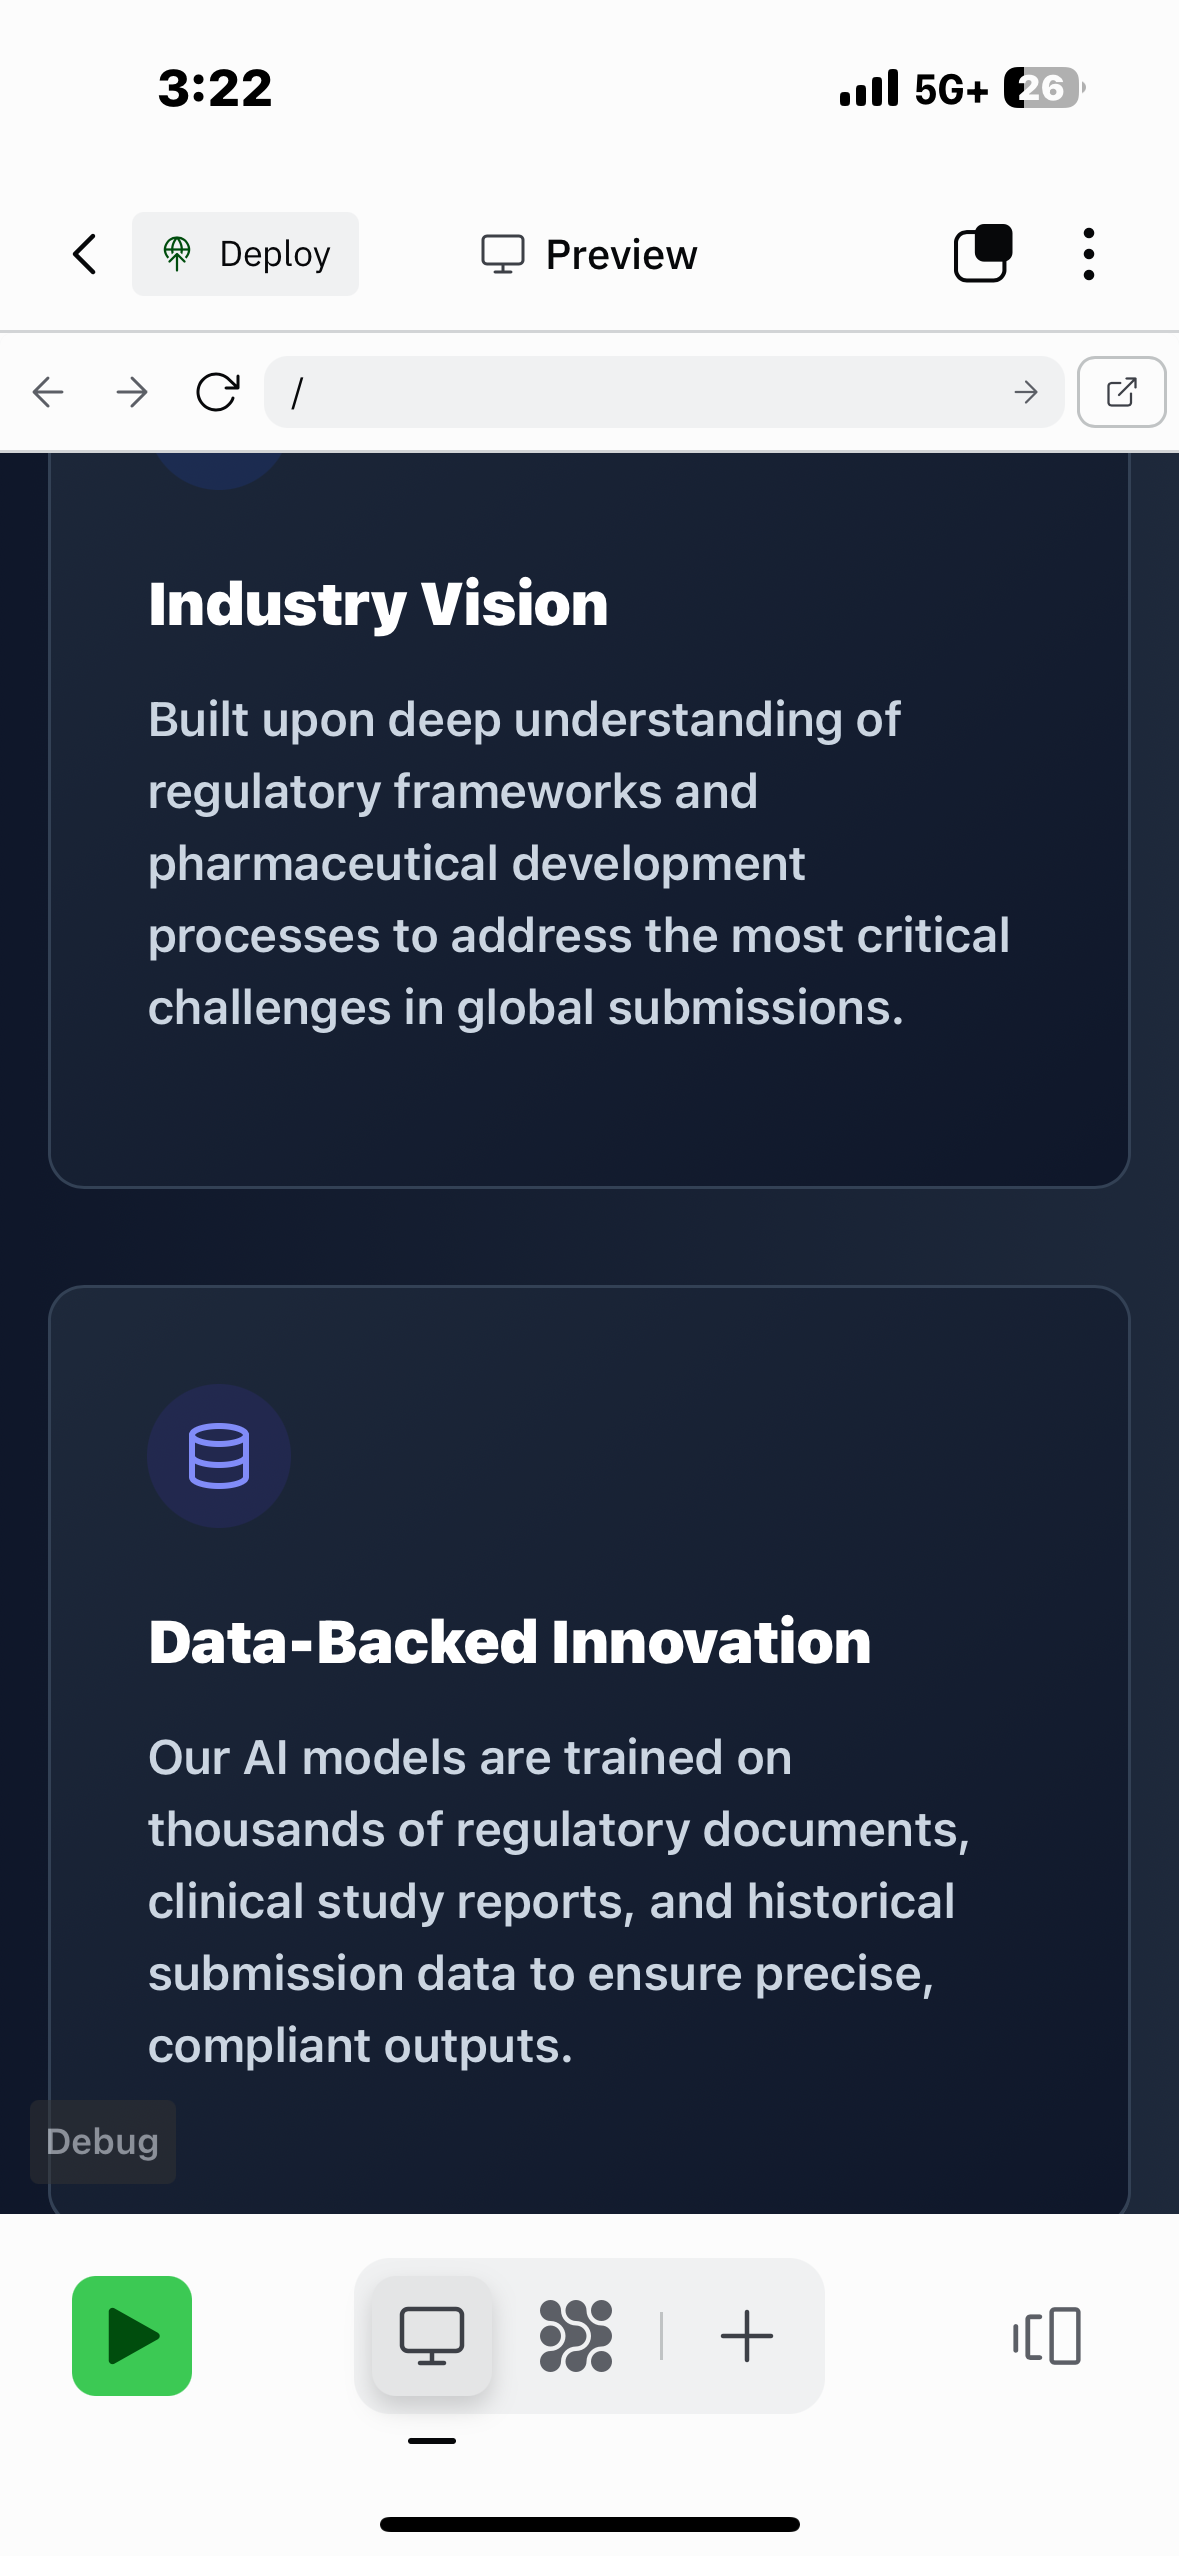 3:22
5G+ 26
Deploy
Preview
/
Industry Vision
Built upon deep understanding of
regulatory frameworks and
pharmaceutical development
processes to address the most critical
challenges in global submissions.
Data-Backed Innovation
Our AI models are trained on
thousands of regulatory documents,
clinical study reports, and historical
submission data to ensure precise,
compliant outputs.
Debug